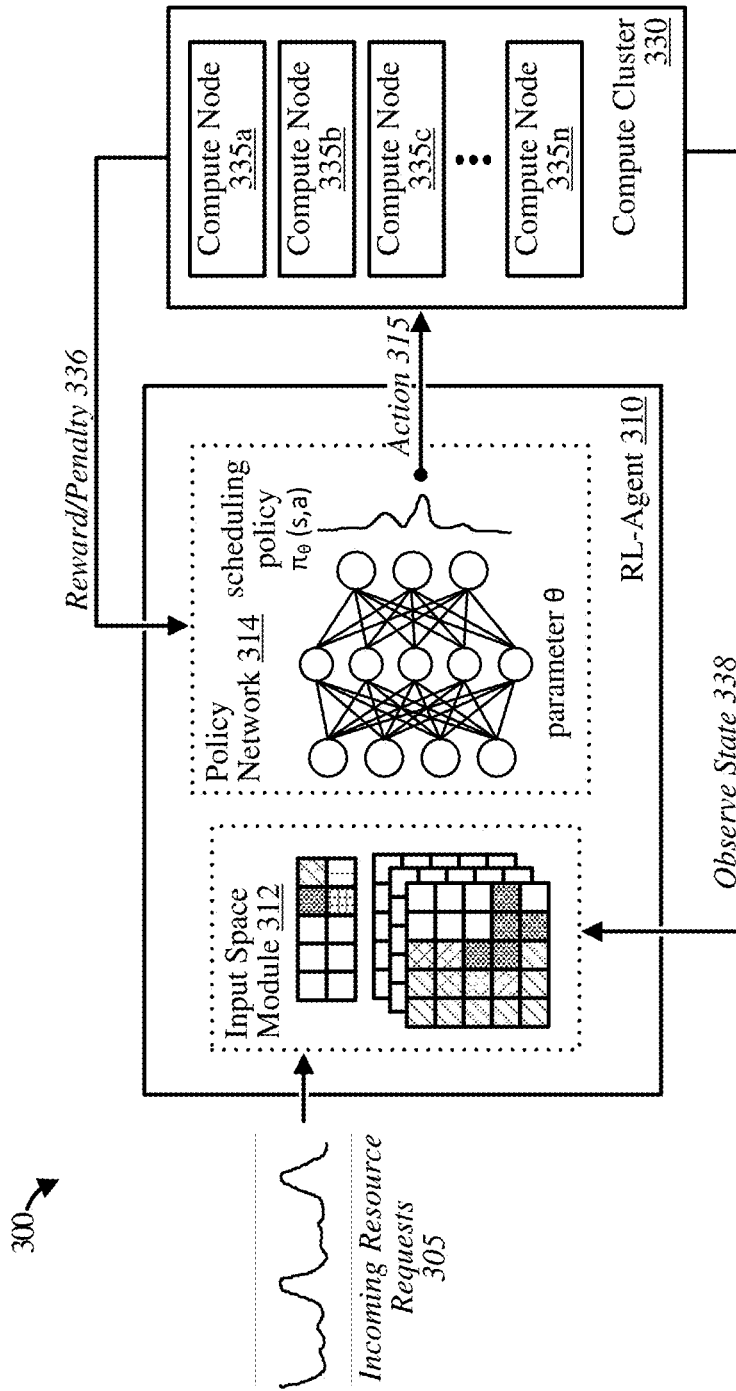 300
Incoming Resource
Requests
305
Input Space
Module 312
Policy
Network 314
scheduling
policy
πθ (s,a)
parameter θ
RL-Agent 310
Action 315
Reward/Penalty 336
Observe State 338
Compute Node
335a
Compute Node
335b
Compute Node
335c
Compute Node
335n
Compute Cluster
330